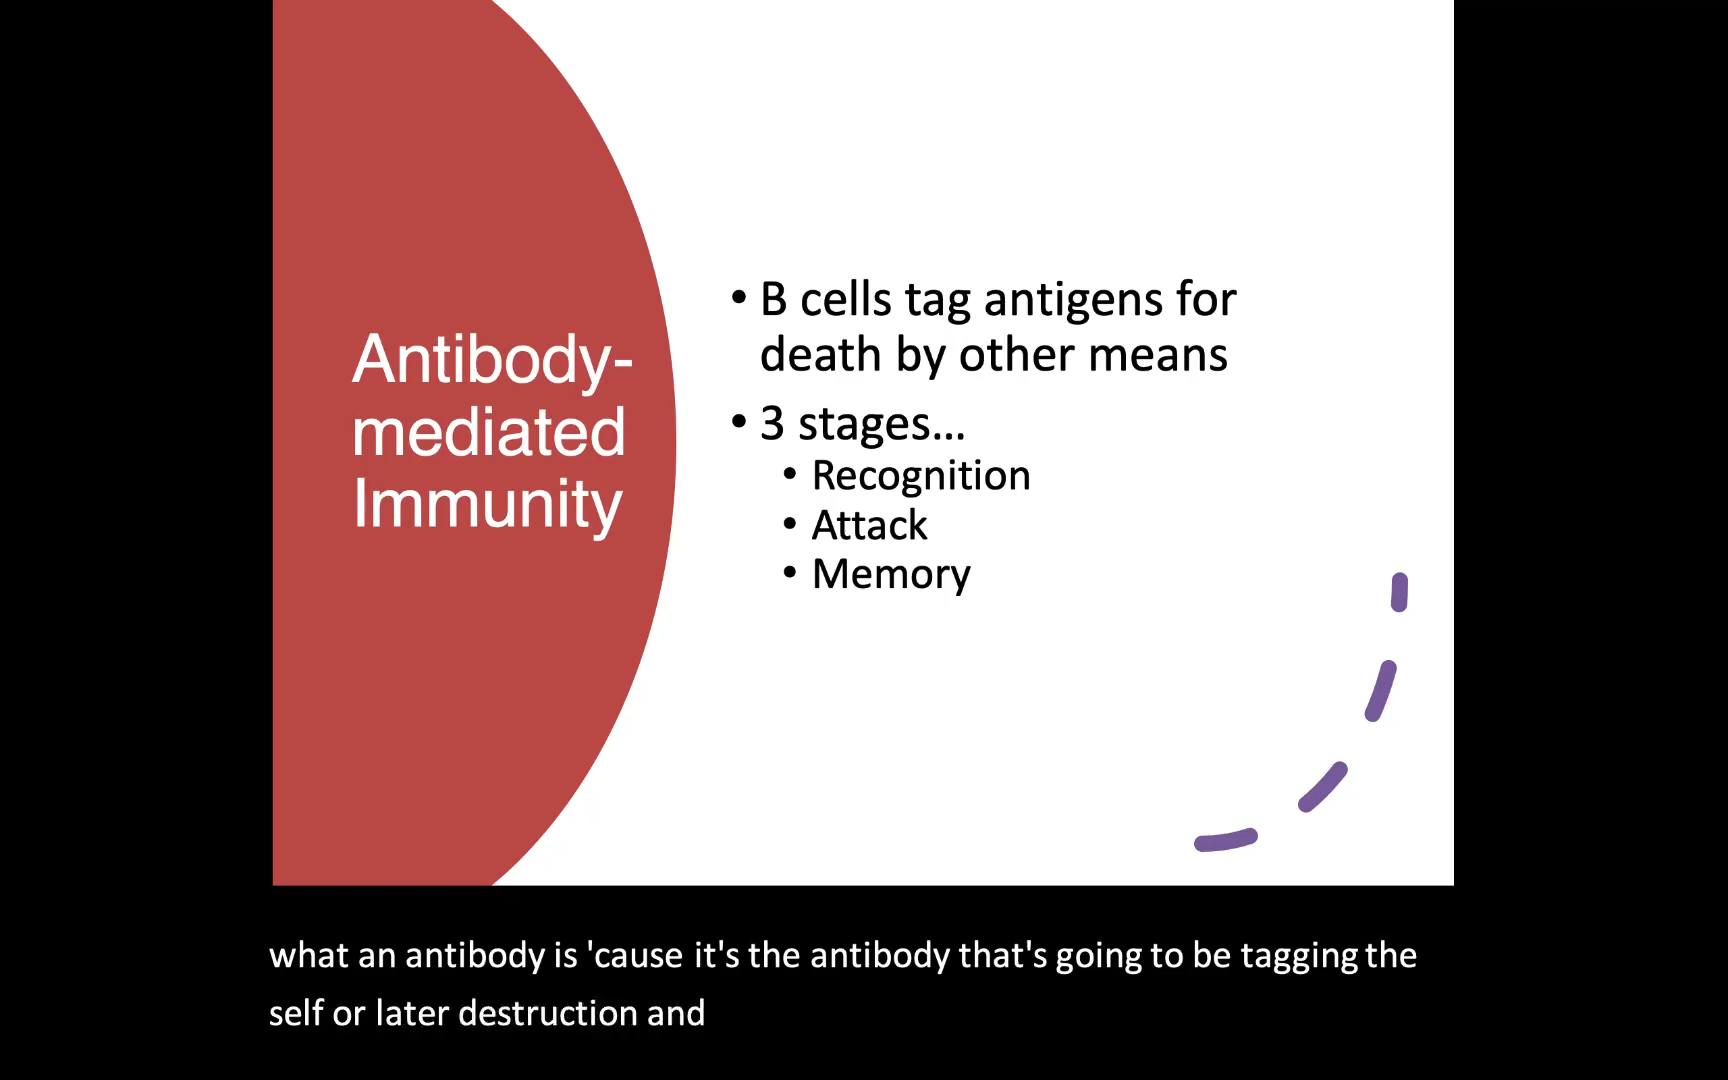 Antibody-
mediated
Immunity
• B cells tag antigens for
death by other means
• 3 stages...
• Recognition
• Attack
• Memory
what an antibody is 'cause it's the antibody that's going to be tagging the
self or later destruction and